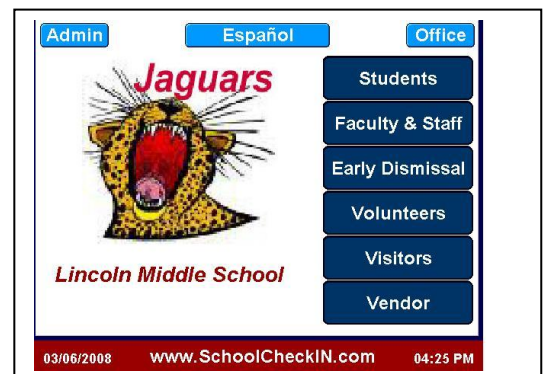 Admin Español Office
Jaguars
Students
Faculty & Staff
Early Dismissal
Volunteers
Visitors
Lincoln Middle School
Vendor
03/06/2008 www.SchoolCheckIN.com 04:25 PM